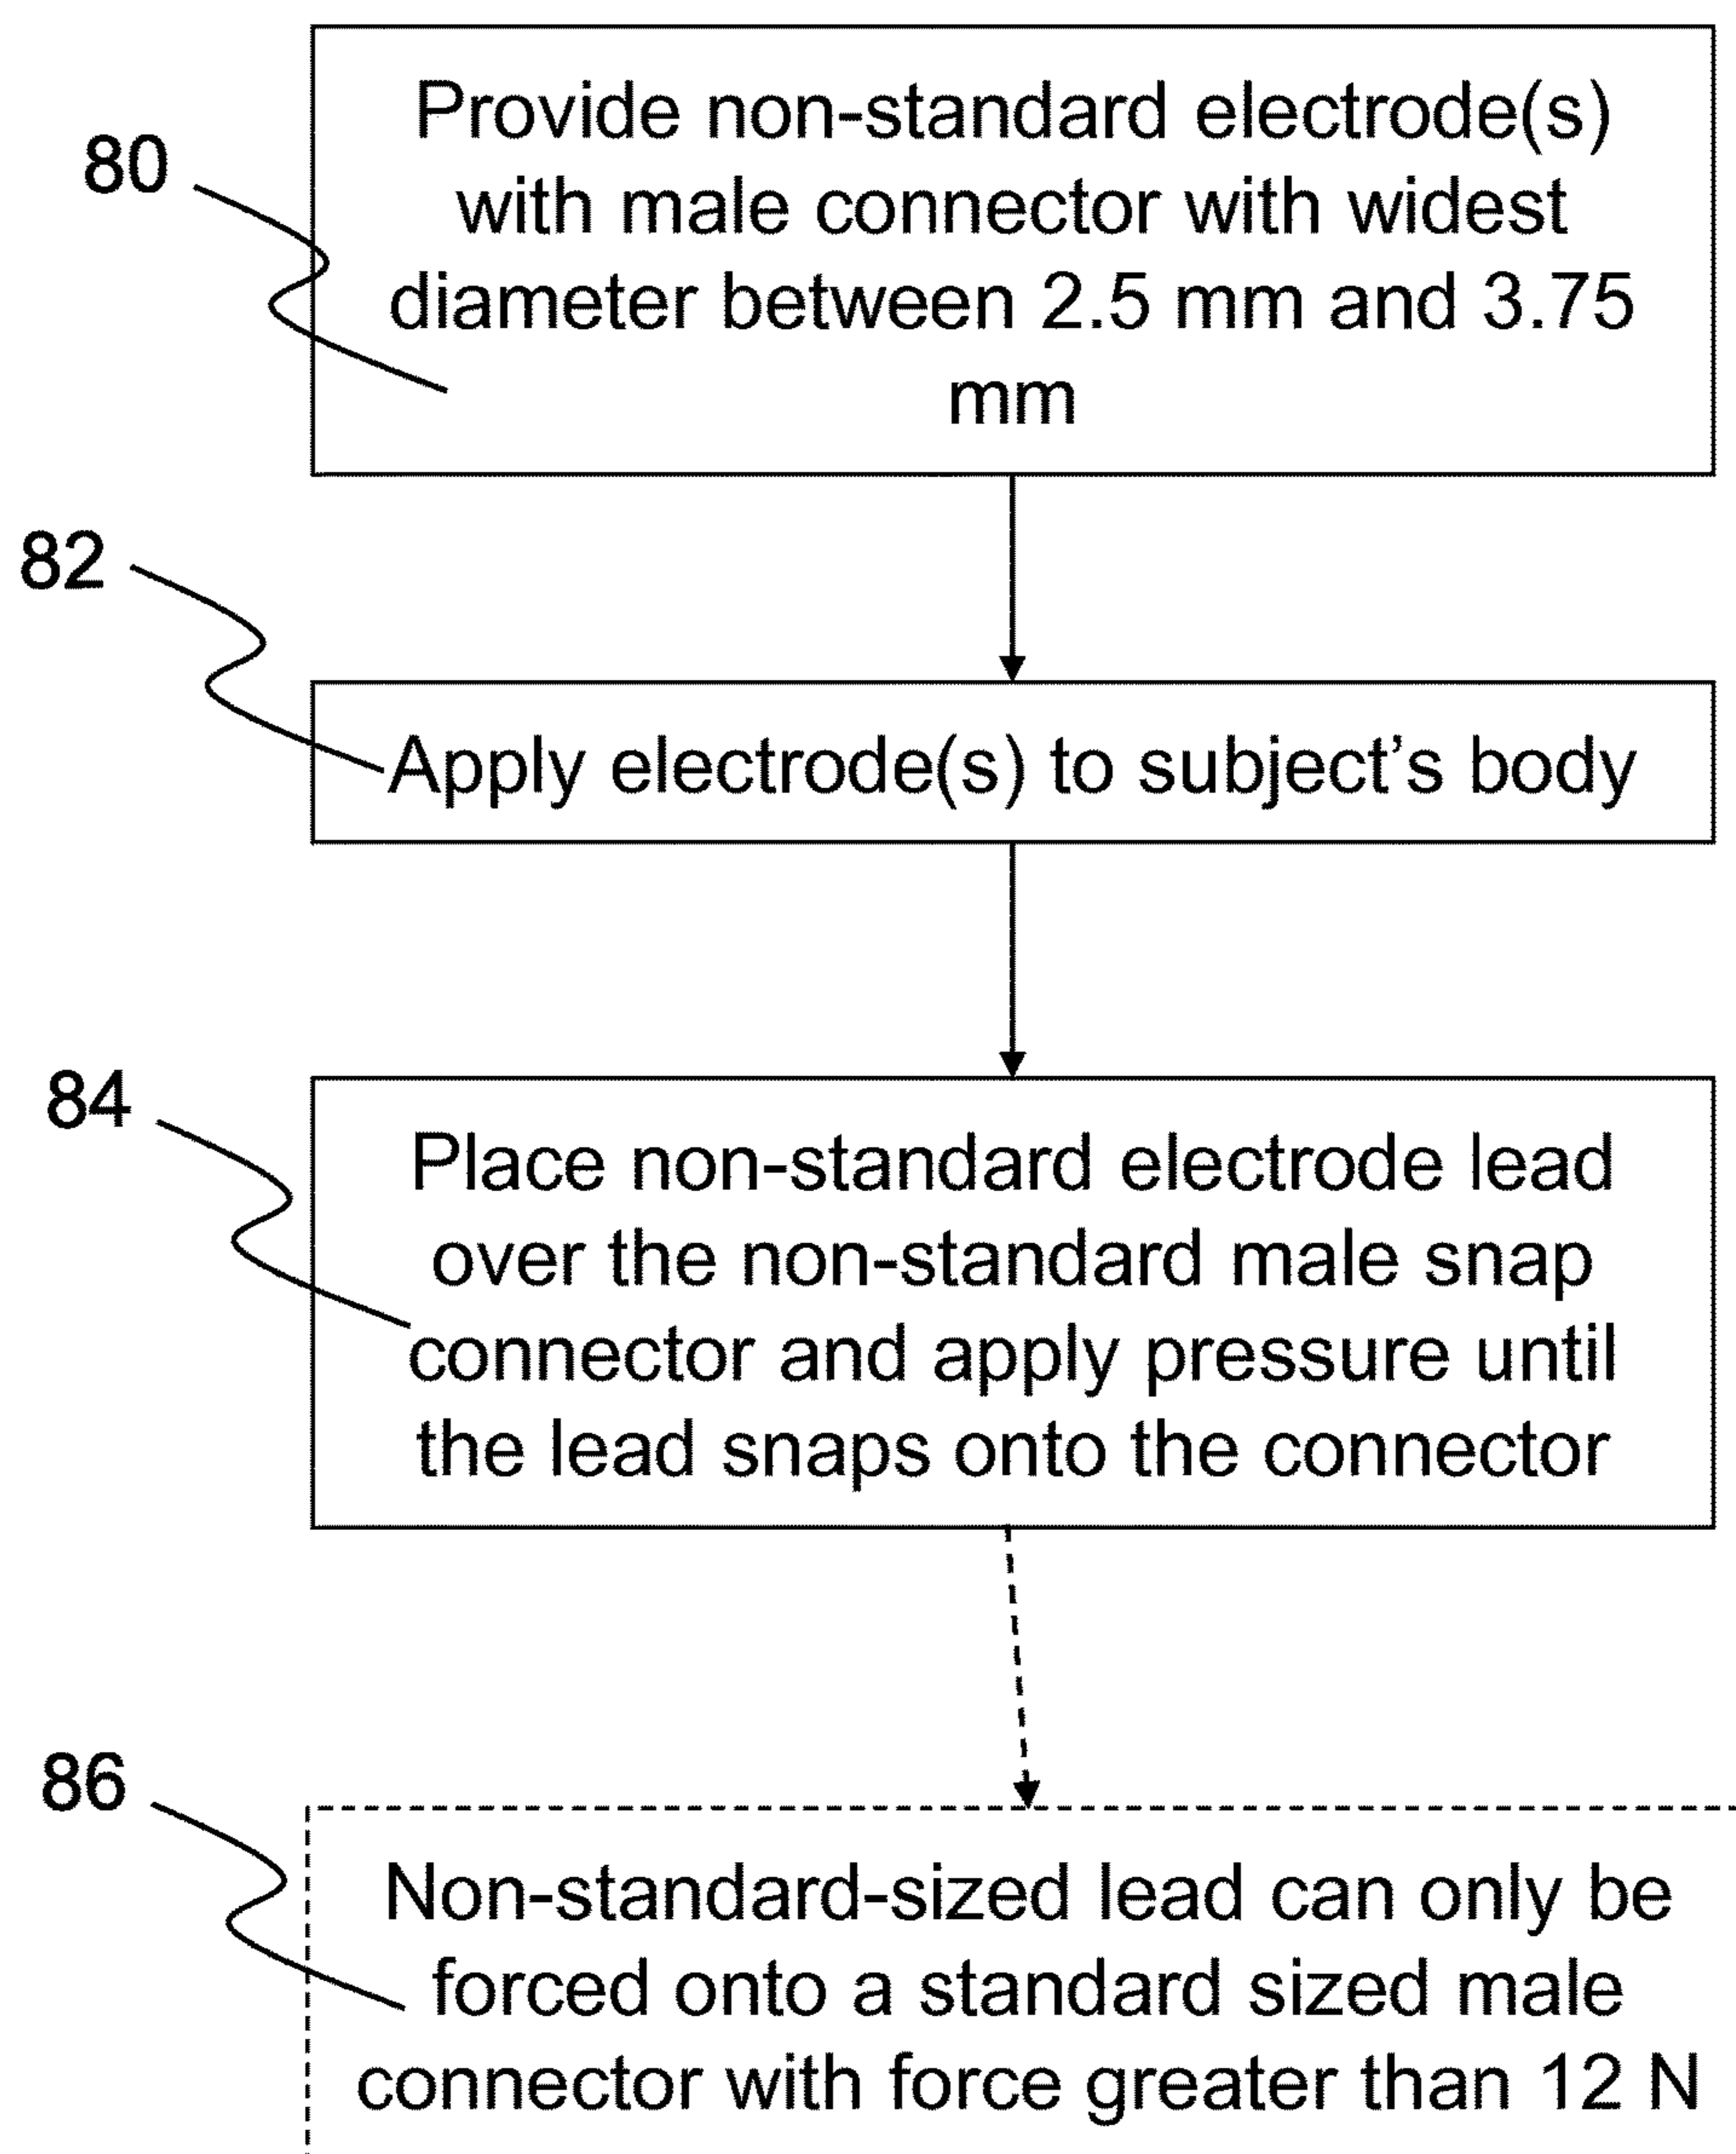 80
Provide non-standard electrode(s)
with male connector with widest
diameter between 2.5 mm and 3.75
mm
82
Apply electrode(s) to subject's body
84
Place non-standard electrode lead
over the non-standard male snap
connector and apply pressure until
the lead snaps onto the connector
86
Non-standard-sized lead can only be
forced onto a standard sized male
connector with force greater than 12 N